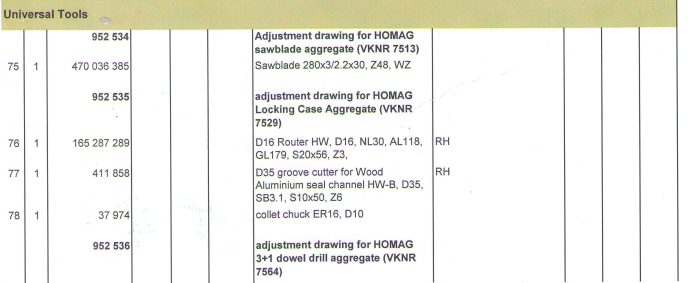 Universal Tools
952 534 Adjustment drawing for HOMAG
sawblade aggregate (VKNR 7513)
75 1 470 036 385 Sawblade 280x3/2.2x30, Z48, WZ
952 535 adjustment drawing for HOMAG
Locking Case Aggregate (VKNR
7529)
76 1 165 287 289 D16 Router HW, D16, NL30, AL118, RH
GL179, S20x56, Z3,
77 1 411 858 D35 groove cutter for Wood RH
Aluminium seal channel HW-B, D35,
SB3.1, S10x50, Z6
78 1 37 974 collet chuck ER16, D10
952 536 adjustment drawing for HOMAG
3+1 dowel drill aggregate (VKNR
7564)